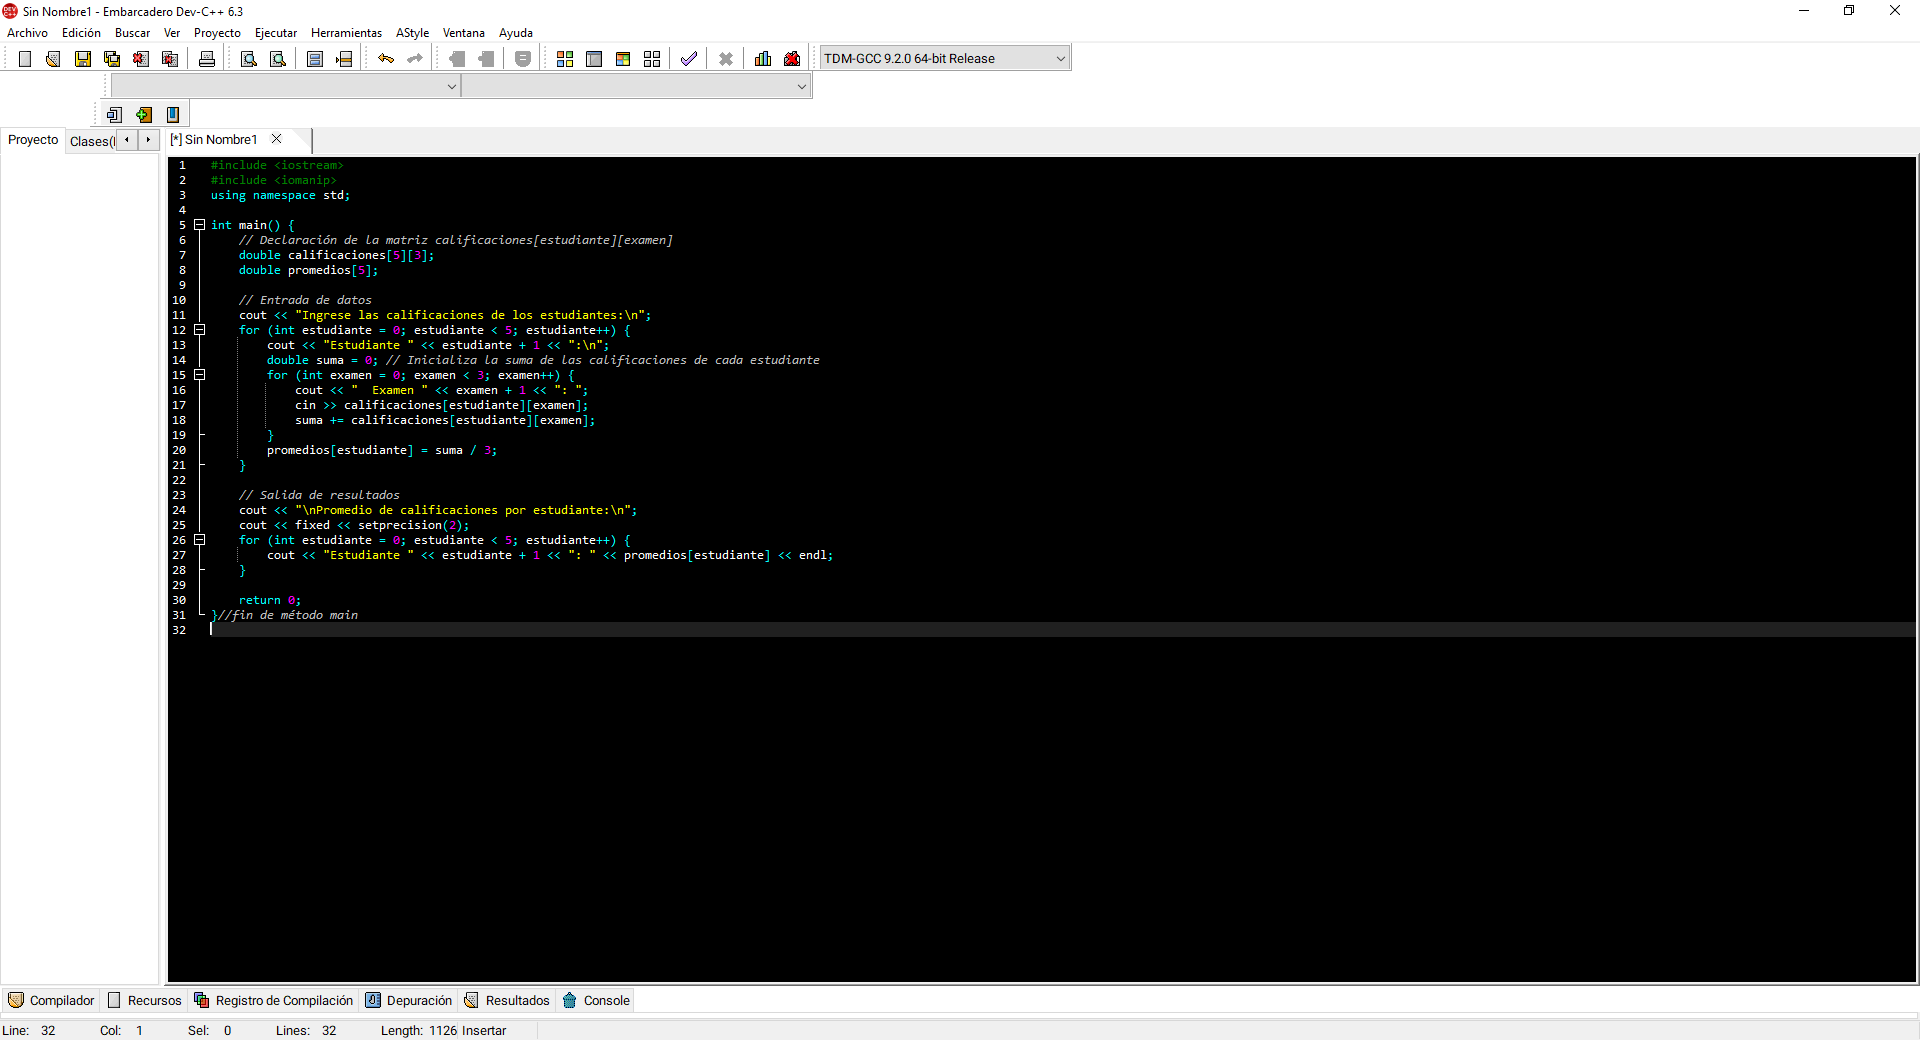 Sin Nombre1 - Embarcadero Dev-C++ 6.3
Archivo Edición Buscar Ver Proyecto Ejecutar Herramientas AStyle Ventana Ayuda
TDM-GCC 9.2.0 64-bit Release
Proyecto Clases(
[*] Sin Nombre1
1 #include <iostream>
2 #include <iomanip>
3 using namespace std;
4
5 int main() {
6 // Declaración de la matriz calificaciones[estudiante][examen]
7 double calificaciones[5][3];
8 double promedios[5];
9
10 // Entrada de datos
11 cout << "Ingrese las calificaciones de los estudiantes:\n";
12 for (int estudiante = 0; estudiante < 5; estudiante++) {
13 cout << "Estudiante " << estudiante + 1 << ":\n";
14 double suma = 0; // Inicializa la suma de las calificaciones de cada estudiante
15 for (int examen = 0; examen < 3; examen++) {
16 cout << "  Examen " << examen + 1 << ": ";
17 cin >> calificaciones[estudiante][examen];
18 suma += calificaciones[estudiante][examen];
19 }
20 promedios[estudiante] = suma / 3;
21 }
22
23 // Salida de resultados
24 cout << "\nPromedio de calificaciones por estudiante:\n";
25 cout << fixed << setprecision(2);
26 for (int estudiante = 0; estudiante < 5; estudiante++) {
27 cout << "Estudiante " << estudiante + 1 << ": " << promedios[estudiante] << endl;
28 }
29
30 return 0;
31 }//fin de método main
32
Compilador Recursos Registro de Compilación Depuración Resultados Console
Line: 32 Col: 1 Sel: 0 Lines: 32 Length: 1126 Insertar